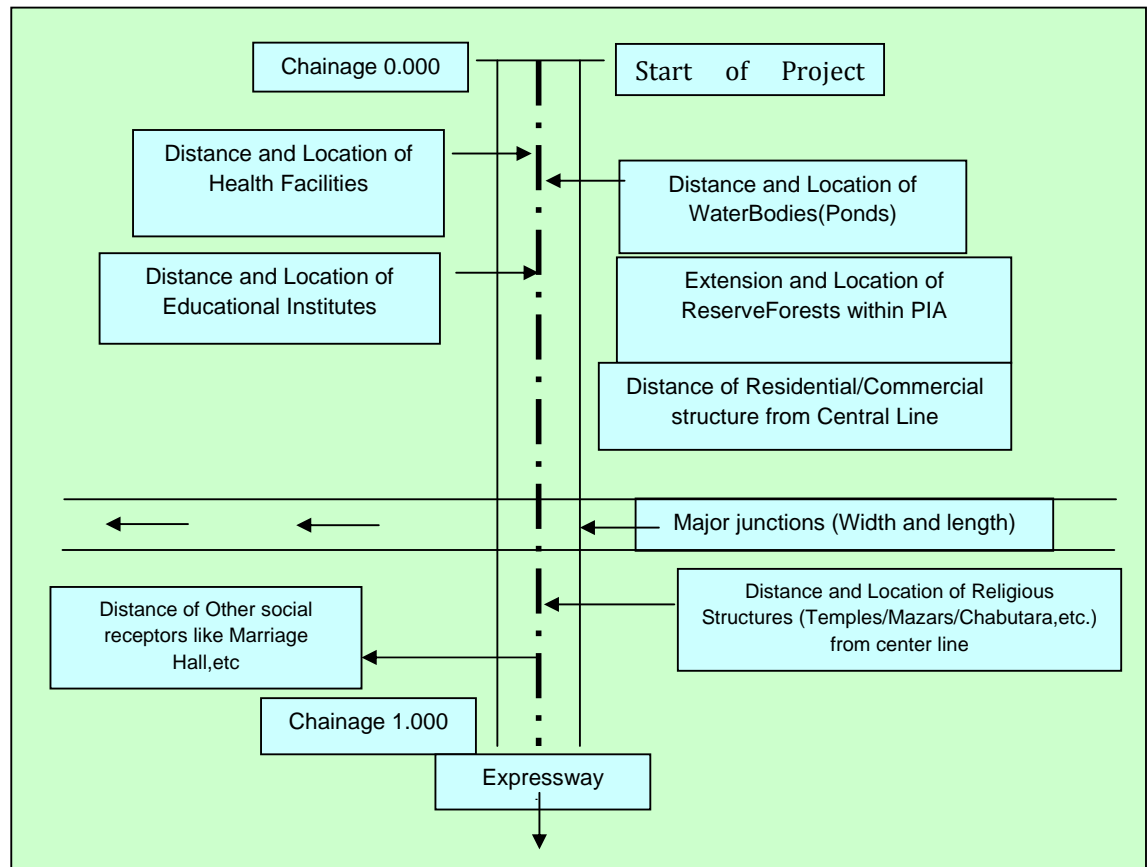 Chainage 0.000
Start of Project
Distance and Location of
Health Facilities
Distance and Location of
WaterBodies(Ponds)
Distance and Location of
Educational Institutes
Extension and Location of
ReserveForests within PIA
Distance of Residential/Commercial
structure from Central Line
Major junctions (Width and length)
Distance and Location of Religious
Structures (Temples/Mazars/Chabutara,etc.)
from center line
Distance of Other social
receptors like Marriage
Hall,etc
Chainage 1.000
Expressway